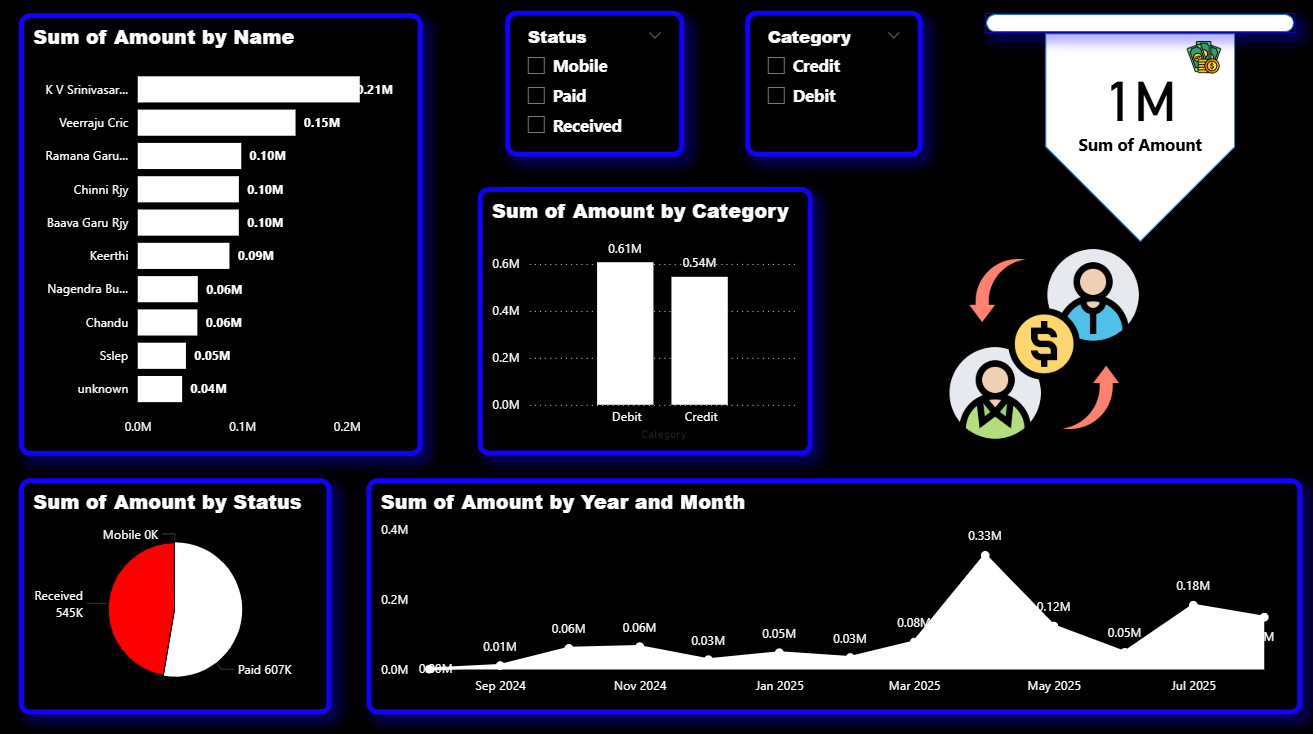 Sum of Amount by Name
K V Srinivasar... 0.21M
Veerraju Cric 0.15M
Ramana Garu... 0.10M
Chinni Rjy 0.10M
Baava Garu Rjy 0.10M
Keerthi 0.09M
Nagendra Bu... 0.06M
Chandu 0.06M
Sslep 0.05M
unknown 0.04M
0.0M 0.1M 0.2M
Status
Mobile
Paid
Received
Category
Credit
Debit
1M
Sum of Amount
Sum of Amount by Category
0.61M
0.6M 0.54M
0.4M
0.2M
0.0M
Debit Credit
Category
Sum of Amount by Status
Mobile 0K
Received
545K
Paid 607K
Sum of Amount by Year and Month
0.4M
0.33M
0.2M
0.18M
0.12M
0.08M
0.06M 0.06M
0.05M 0.05M
0.03M 0.03M
0.01M
0.0M 0.00M
Sep 2024 Nov 2024 Jan 2025 Mar 2025 May 2025 Jul 2025